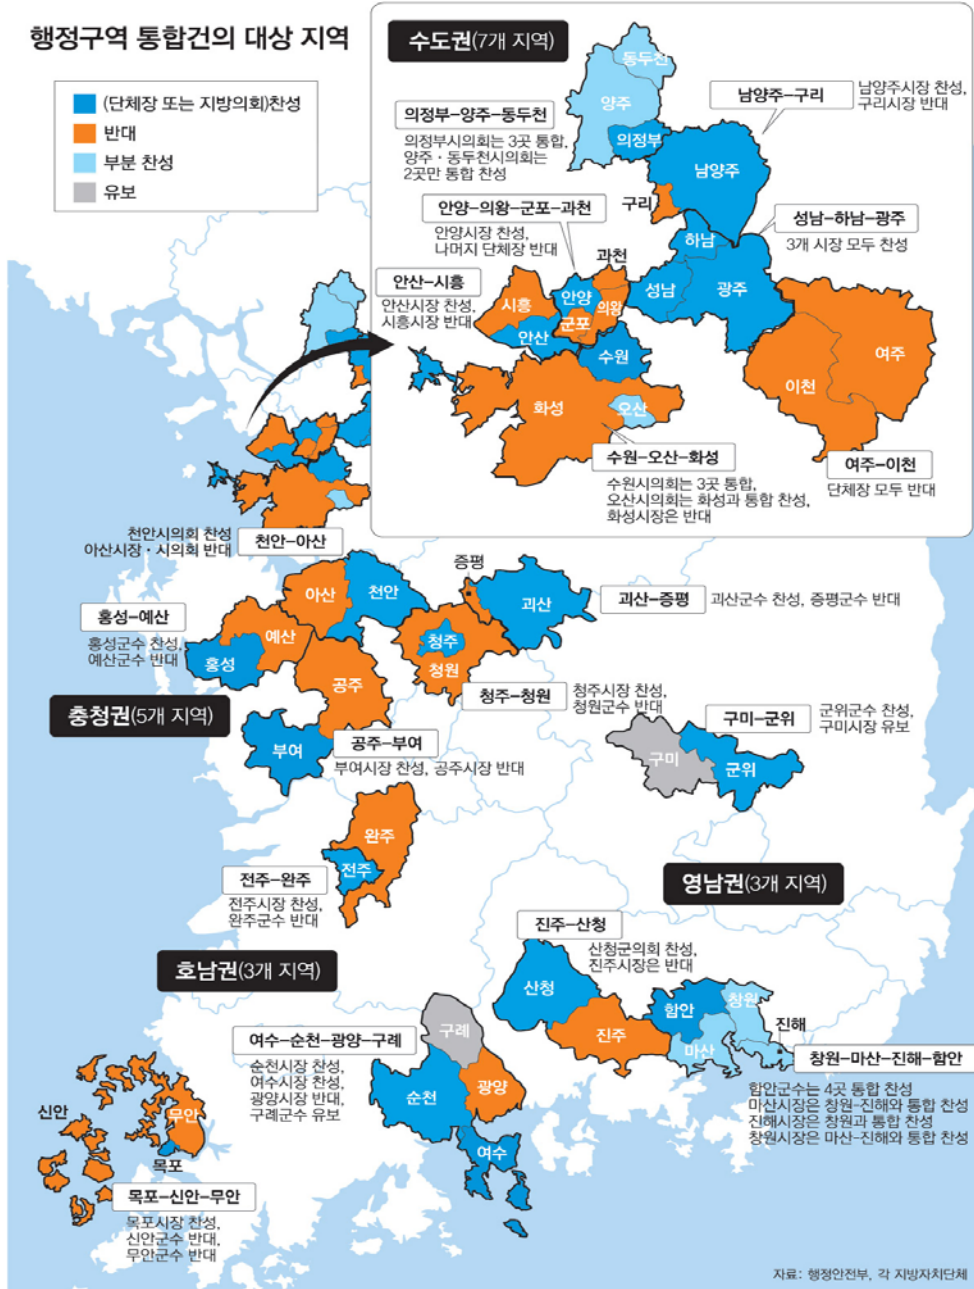 행정구역 통합건의 대상 지역
(단체장 또는 지방의회)찬성
반대
부분 찬성
유보
수도권(7개 지역)
동두천
양주
의정부
의정부-양주-동두천
의정부시의회는 3곳 통합,
양주·동두천시의회는
2곳만 통합 찬성
남양주-구리
남양주시장 찬성,
구리시장 반대
남양주
구리
안양-의왕-군포-과천
안양시장 찬성,
나머지 단체장 반대
성남-하남-광주
3개 시장 모두 찬성
하남
성남
광주
과천
안산-시흥
안산시장 찬성,
시흥시장 반대
시흥
안양
의왕
군포
안산
수원
화성
오산
이천
여주
수원-오산-화성
수원시의회는 3곳 통합,
오산시의회는 화성과 통합 찬성,
화성시장은 반대
여주-이천
단체장 모두 반대
천안시의회 찬성
아산시장·시의회 반대
천안-아산
아산
천안
증평
괴산
괴산-증평
괴산군수 찬성, 증평군수 반대
홍성-예산
홍성군수 찬성,
예산군수 반대
예산
홍성
청주
청원
공주
청주-청원
청주시장 찬성,
청원군수 반대
충청권(5개 지역)
부여
공주-부여
부여시장 찬성, 공주시장 반대
구미-군위
군위군수 찬성,
구미시장 유보
구미
군위
완주
전주
전주-완주
전주시장 찬성,
완주군수 반대
영남권(3개 지역)
진주-산청
산청군의회 찬성,
진주시장은 반대
호남권(3개 지역)
산청
진주
함안
창원
마산
진해
창원-마산-진해-함안
함안군수는 4곳 통합 찬성
마산시장은 창원-진해와 통합 찬성
진해시장은 창원과 통합 찬성
창원시장은 마산-진해와 통합 찬성
여수-순천-광양-구례
순천시장 찬성,
여수시장 찬성,
광양시장 반대,
구례군수 유보
구례
순천
광양
여수
신안
무안
목포
목포-신안-무안
목포시장 찬성,
신안군수 반대,
무안군수 반대
자료: 행정안전부, 각 지방자치단체